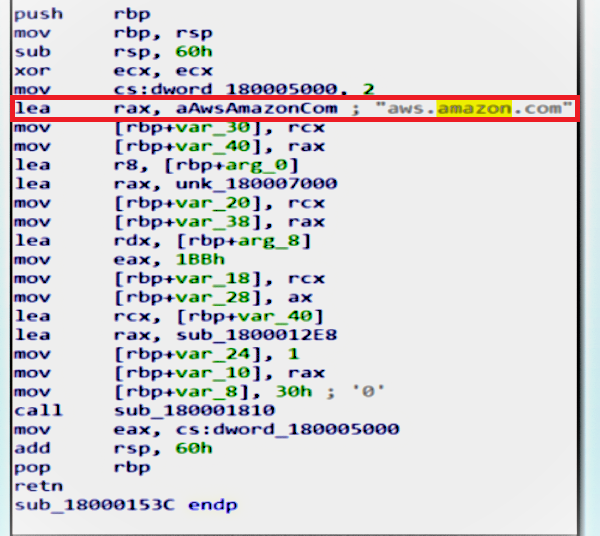 push rbp
mov rbp, rsp
sub rsp, 60h
xor ecx, ecx
mov cs:dword_180005000, 2
lea rax, aAwsAmazonCom ; "aws.amazon.com"
mov [rbp+var_30], rcx
mov [rbp+var_40], rax
lea r8, [rbp+arg_0]
lea rax, unk_180007000
mov [rbp+var_20], rcx
mov [rbp+var_38], rax
lea rdx, [rbp+arg_8]
mov eax, 1BBh
mov [rbp+var_18], rcx
mov [rbp+var_28], ax
lea rcx, [rbp+var_40]
lea rax, sub_1800012E8
mov [rbp+var_24], 1
mov [rbp+var_10], rax
mov [rbp+var_8], 30h ; '0'
call sub_180001810
mov eax, cs:dword_180005000
add rsp, 60h
pop rbp
retn
sub_18000153C endp